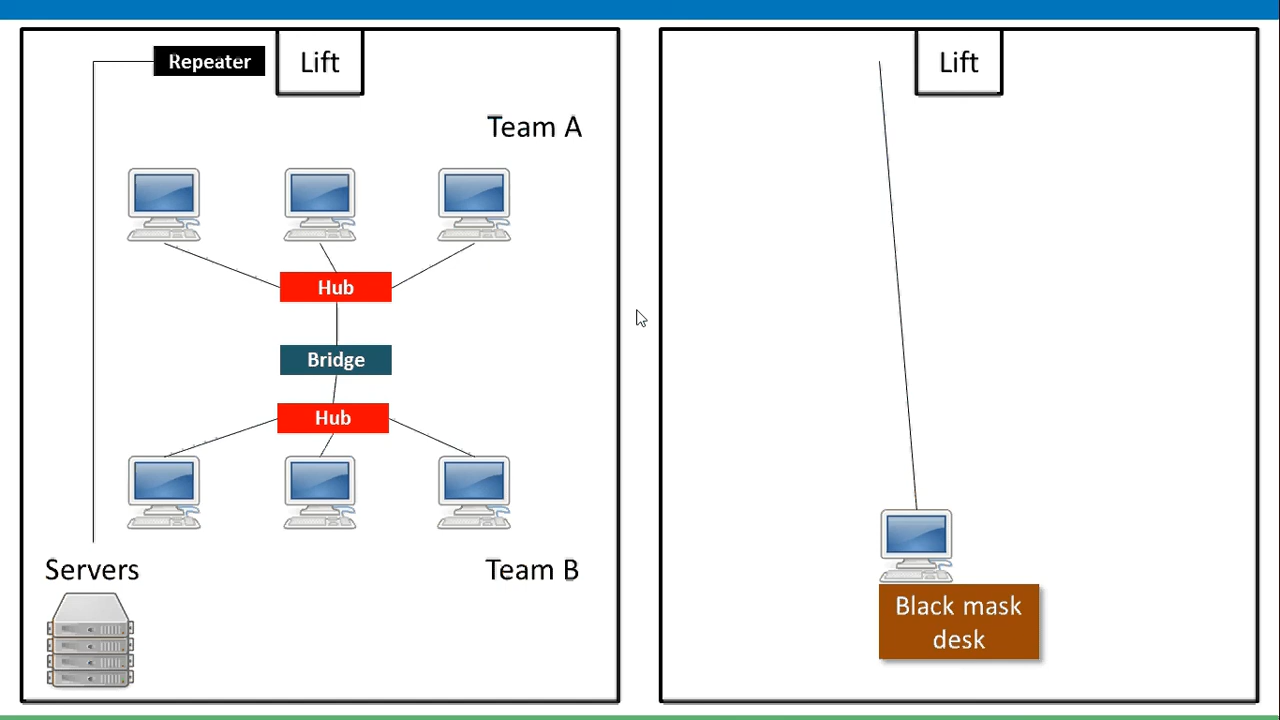 Repeater
Lift
Lift
Team A
Hub
Bridge
Hub
Servers
Team B
Black mask
desk